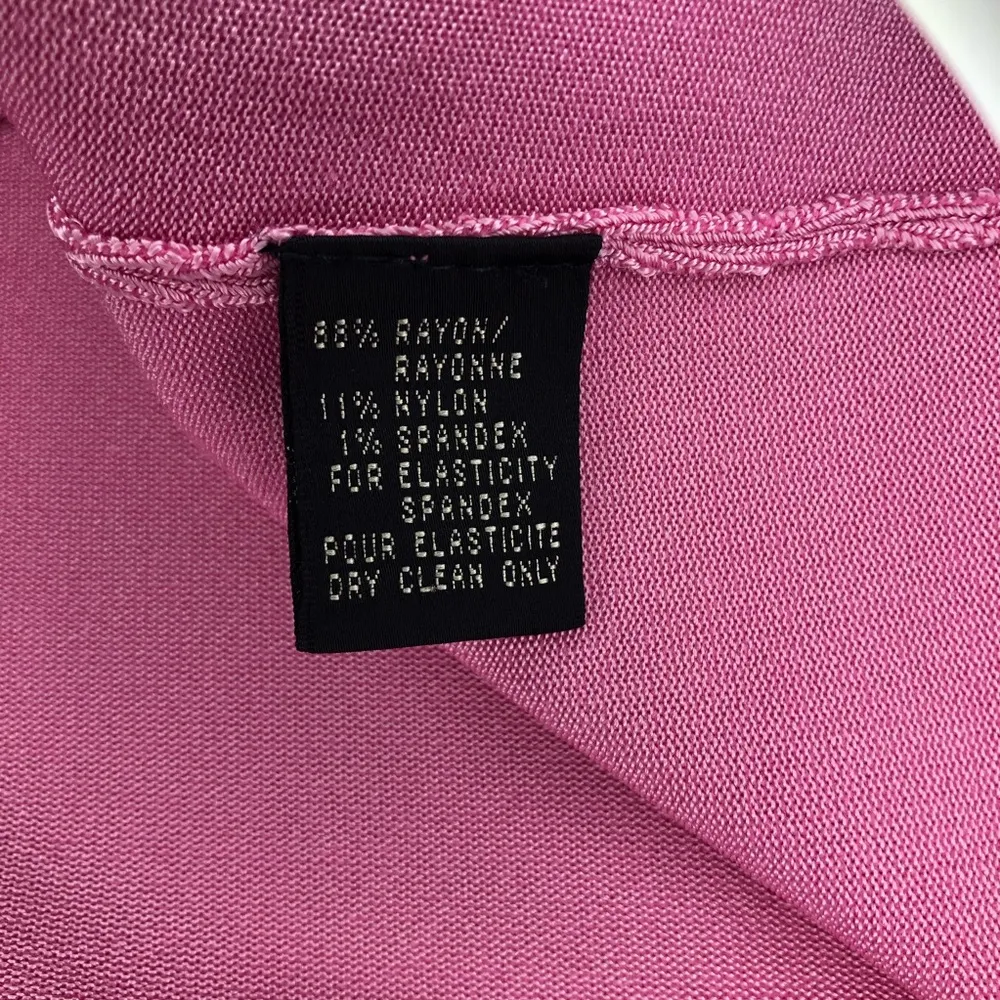 88% RAYON/
RAYONNE
11% NYLON
1% SPANDEX
FOR ELASTICITY
SPANDEX
POUR ELASTICITE
DRY CLEAN ONLY